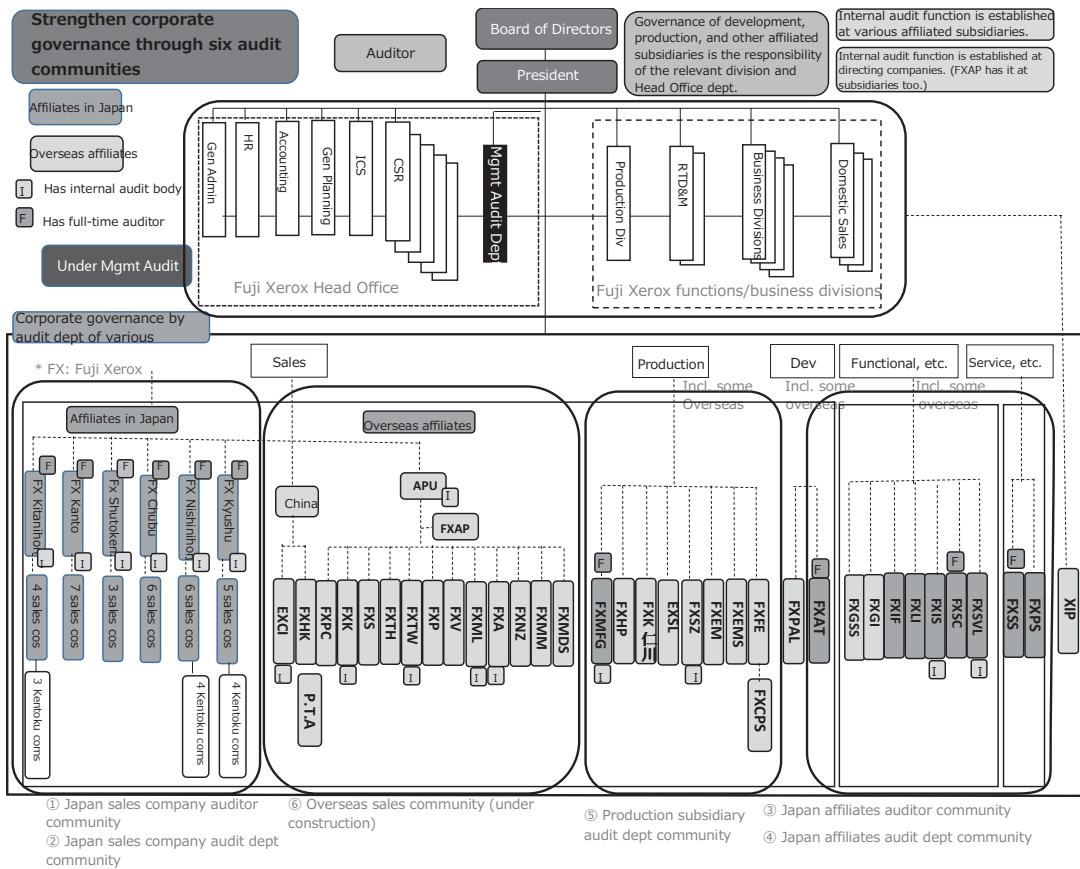 Strengthen corporate
governance through six audit
communities
Auditor
Board of Directors
President
Governance of development,
production, and other affiliated
subsidiaries is the responsibility
of the relevant division and
Head Office dept.
Internal audit function is established
at various affiliated subsidiaries.
Internal audit function is established at
directing companies. (FXAP has it at
subsidiaries too.)
Affiliates in Japan
Overseas affiliates
I Has internal audit body
F Has full-time auditor
Under Mgmt Audit
Gen Admin
HR
Accounting
Gen Planning
ICS
CSR
Mgmt Audit Dept
Production Div
RTD&M
Business Divisions
Domestic Sales
Fuji Xerox Head Office
Fuji Xerox functions/business divisions
Corporate governance by
audit dept of various
* FX: Fuji Xerox
Sales
Production
Incl. some
Overseas
Dev
Incl. some
overseas
Functional, etc.
Incl. some
overseas
Service, etc.
Affiliates in Japan
Overseas affiliates
F
F
F
F
F
F
FX Kitanihon
FX Kanto
FX Shutoken
FX Chubu
FX Nishinihon
FX Kyushu
I
I
I
I
I
I
4 sales cos
7 sales cos
3 sales cos
6 sales cos
6 sales cos
5 sales cos
3 Kentoku coms
4 Kentoku coms
4 Kentoku coms
China
APU
I
FXAP
EXCI
FXHK
FXPC
FXK
FXS
FXTH
FXTW
FXP
FXV
FXML
FXA
FXNZ
FXMM
FXMDS
I
I
I
I
I
P.T.A
F
FXMFG
FXHP
FXIK 仁川
EXSL
FXSZ
FXEM
FXEMS
FXFE
I
I
FXCPS
F
FXPAL
FXAT
F
FXGSS
FXGI
FXIF
FXLI
FXIS
FXSC
FXSVL
I
I
F
FXSS
FXPS
XIP
① Japan sales company auditor
community
② Japan sales company audit dept
community
⑥ Overseas sales community (under
construction)
⑤ Production subsidiary
audit dept community
③ Japan affiliates auditor community
④ Japan affiliates audit dept community